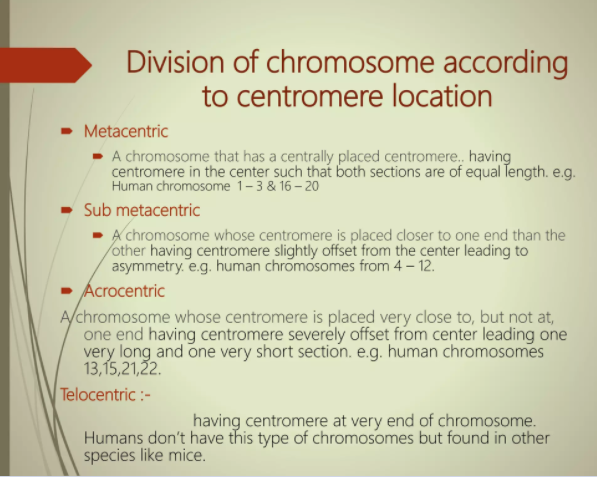 Division of chromosome according
to centromere location
Metacentric
A chromosome that has a centrally placed centromere.. having
centromere in the center such that both sections are of equal length. e.g.
Human chromosome 1 – 3 & 16 – 20
Sub metacentric
A chromosome whose centromere is placed closer to one end than the
other having centromere slightly offset from the center leading to
asymmetry. e.g. human chromosomes from 4 – 12.
Acrocentric
A chromosome whose centromere is placed very close to, but not at,
one end having centromere severely offset from center leading one
very long and one very short section. e.g. human chromosomes
13,15,21,22.
Telocentric :-
having centromere at very end of chromosome.
Humans don't have this type of chromosomes but found in other
species like mice.